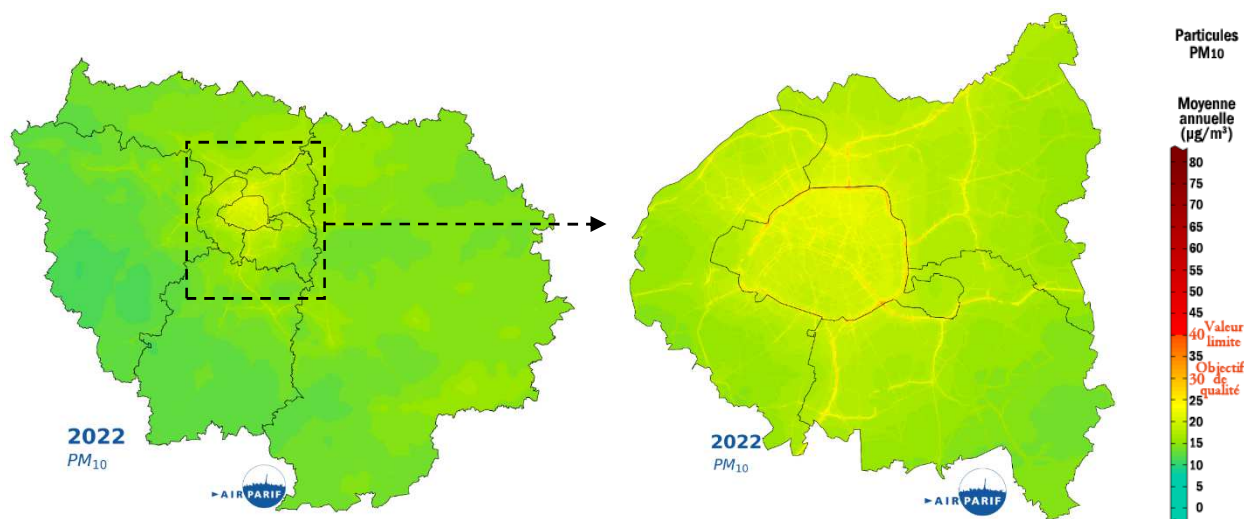 2022
PM10
AIRPARIF
2022
PM10
AIRPARIF
Particules
PM10
Moyenne
annuelle
(µg/m³)
80
75
70
65
60
55
50
45
40 Valeur
limite
35
Objectif
30 de
qualité
25
20
15
10
5
0